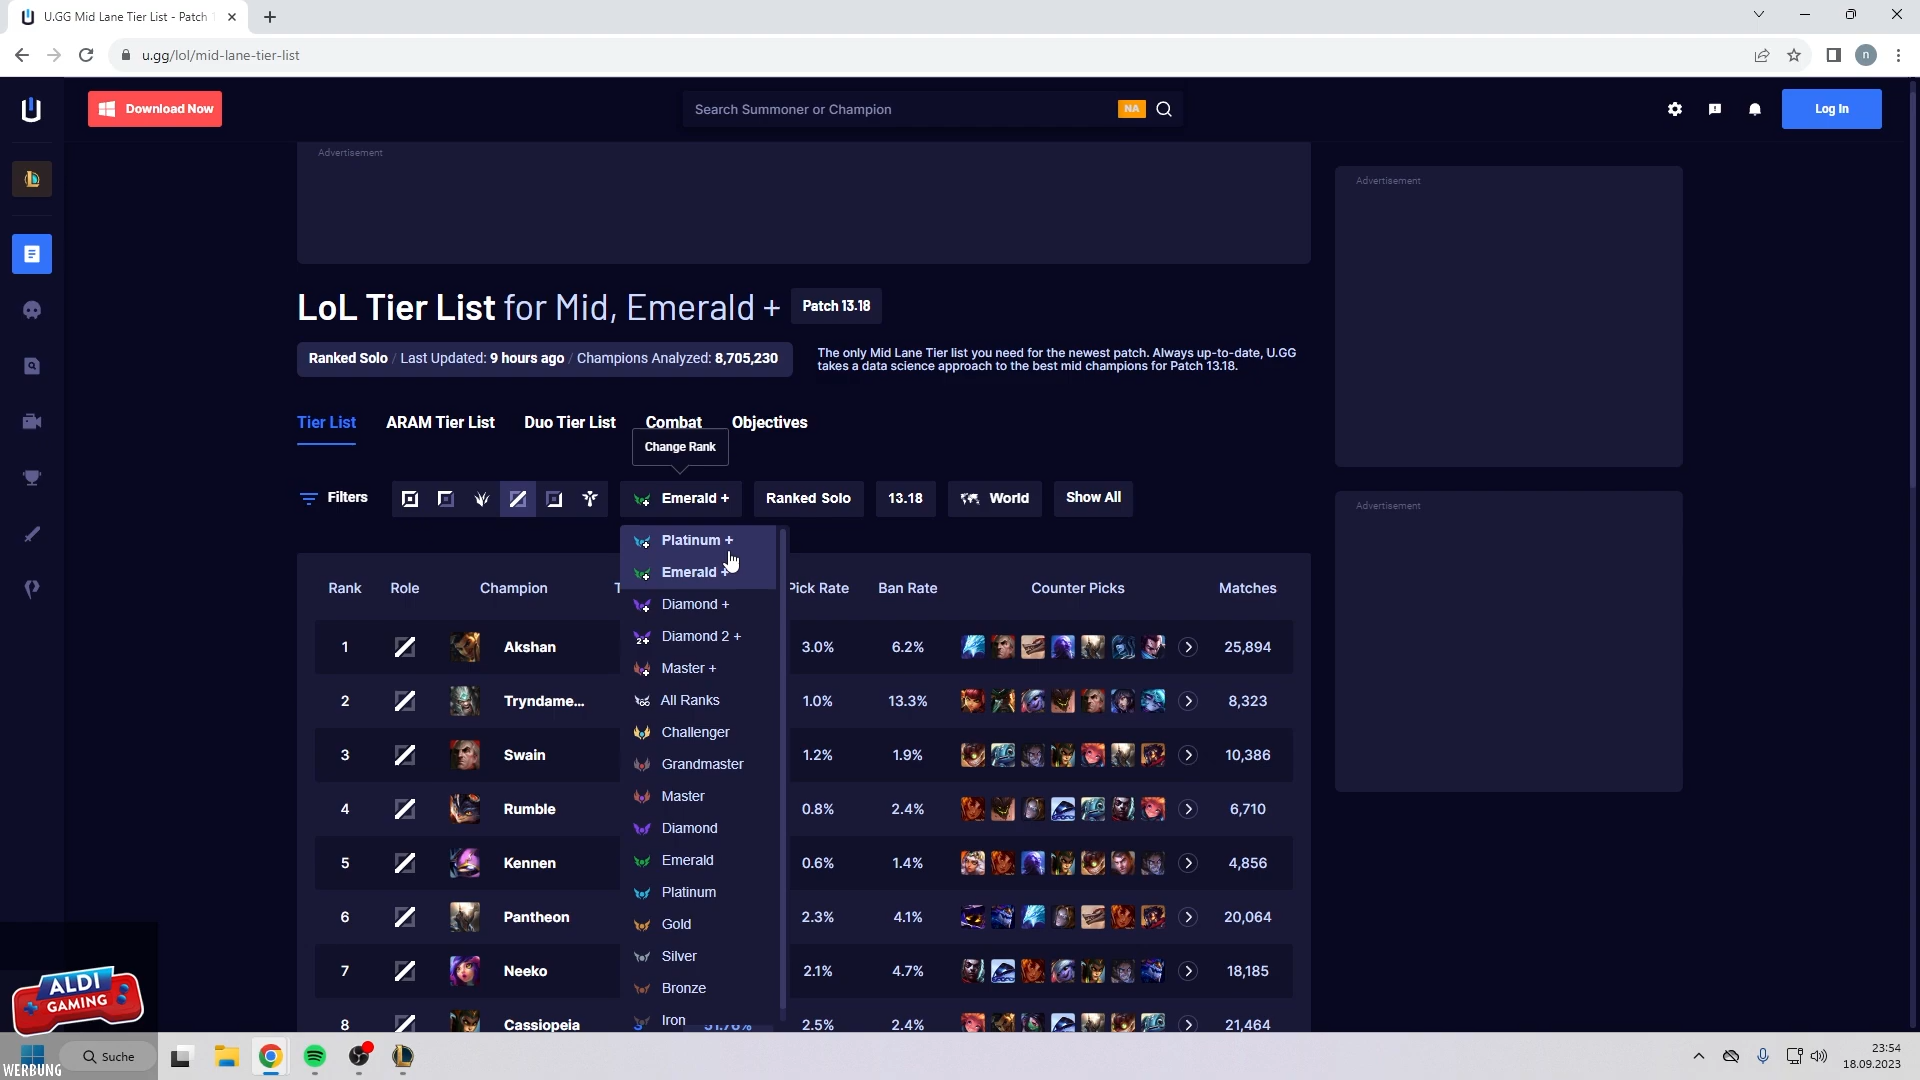 U.GG Mid Lane Tier List - Patch 1
u.gg/lol/mid-lane-tier-list
n
Download Now
Search Summoner or Champion
NA
Log In
Advertisement
Advertisement
LoL Tier List for Mid, Emerald +
Patch 13.18
Ranked Solo / Last Updated: 9 hours ago / Champions Analyzed: 8,705,230
The only Mid Lane Tier list you need for the newest patch. Always up-to-date, U.GG
takes a data science approach to the best mid champions for Patch 13.18.
Tier List
ARAM Tier List
Duo Tier List
Combat
Objectives
Change Rank
Filters
Emerald +
Ranked Solo
13.18
World
Show All
Advertisement
Platinum +
Emerald +
Diamond +
Diamond 2 +
Master +
All Ranks
Challenger
Grandmaster
Master
Diamond
Emerald
Platinum
Gold
Silver
Bronze
Iron
Rank Role Champion T Pick Rate Ban Rate Counter Picks Matches
1 Akshan 3.0% 6.2% 25,894
2 Tryndame... 1.0% 13.3% 8,323
3 Swain 1.2% 1.9% 10,386
4 Rumble 0.8% 2.4% 6,710
5 Kennen 0.6% 1.4% 4,856
6 Pantheon 2.3% 4.1% 20,064
7 Neeko 2.1% 4.7% 18,185
8 Cassiopeia 51.76% 2.5% 2.4% 21,464
ALDI
GAMING
WERBUNG
Suche
23:54
18.09.2023